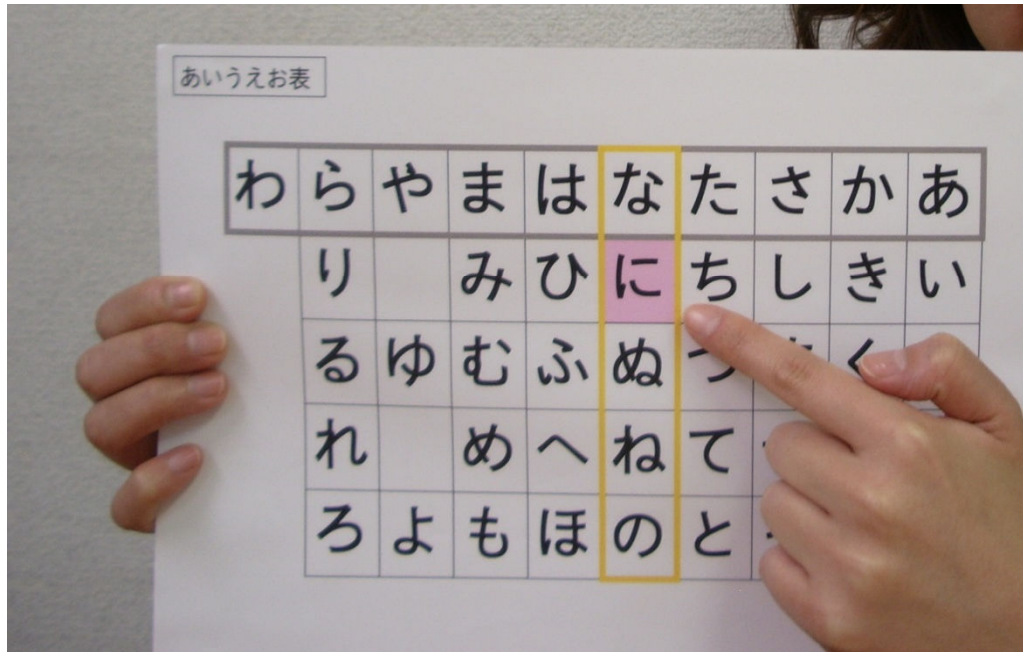 あいうえお表
わ ら や ま は な た さ か あ
り み ひ に ち し き い
る ゆ む ふ ぬ つ く
れ め へ ね て
ろ よ も ほ の と